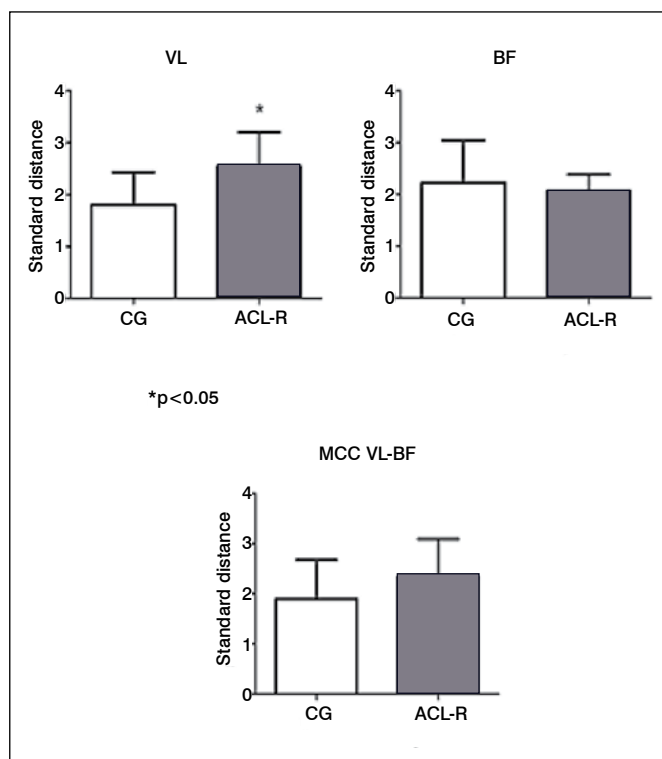 VL
4
3
2
1
0
Standard distance
*
CG
ACL-R
BF
4
3
2
1
0
Standard distance
CG
ACL-R
*p<0.05
MCC VL-BF
4
3
2
1
0
Standard distance
CG
ACL-R